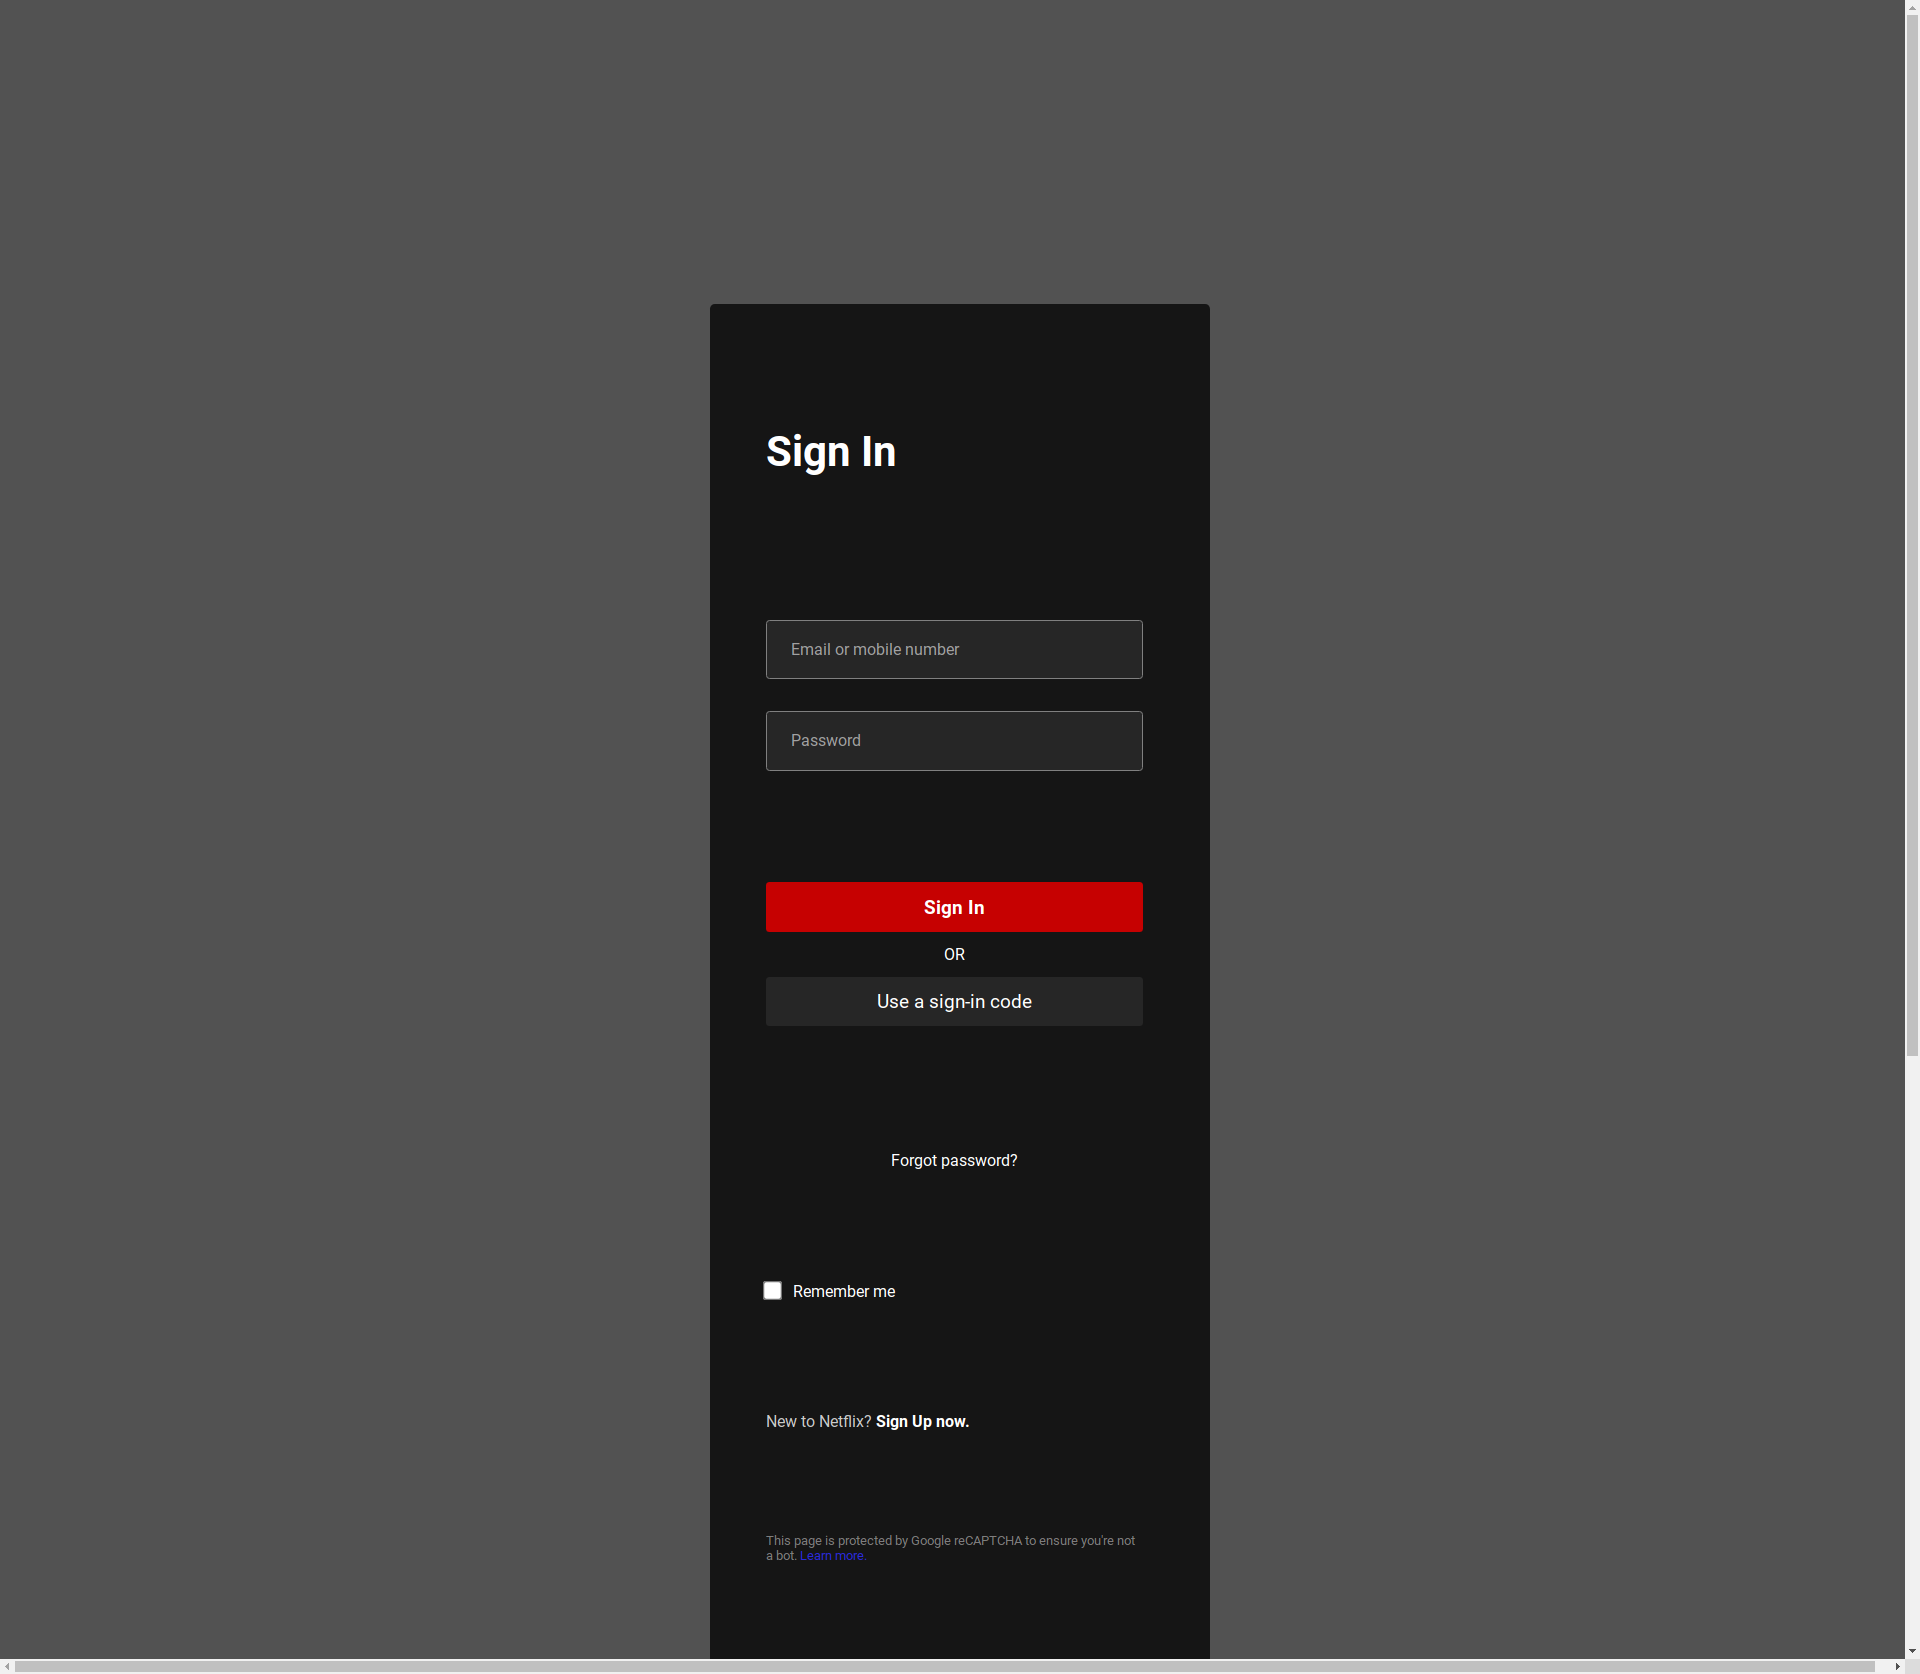 Sign In
Email or mobile number
Password
Sign In
OR
Use a sign-in code
Forgot password?
Remember me
New to Netflix? Sign Up now.
This page is protected by Google reCAPTCHA to ensure you're not
a bot. Learn more.